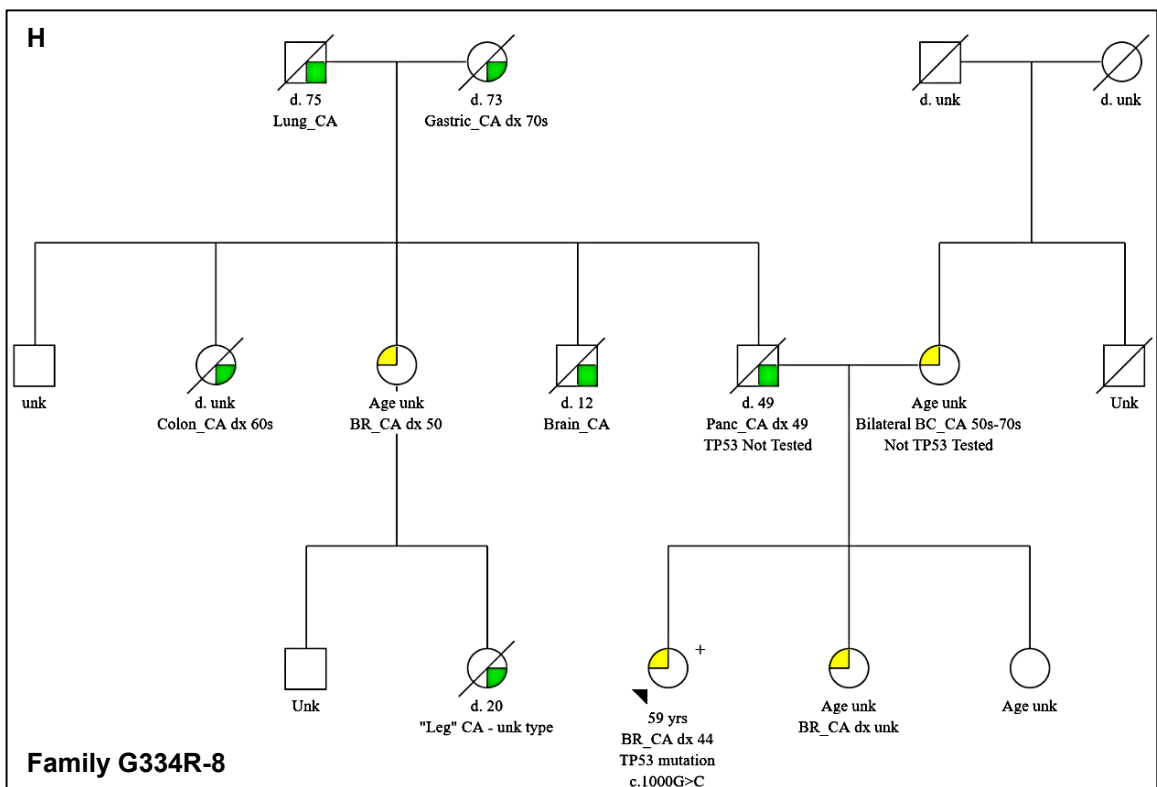 H
d. 75
Lung_CA
d. 73
Gastric_CA dx 70s
d. unk
d. unk
unk
d. unk
Colon_CA dx 60s
Age unk
BR_CA dx 50
d. 12
Brain_CA
d. 49
Panc_CA dx 49
TP53 Not Tested
Age unk
Bilateral BC_CA 50s-70s
Not TP53 Tested
Unk
Unk
d. 20
"Leg" CA - unk type
+
59 yrs
BR_CA dx 44
TP53 mutation
c.1000G>C
Age unk
BR_CA dx unk
Age unk
Family G334R-8